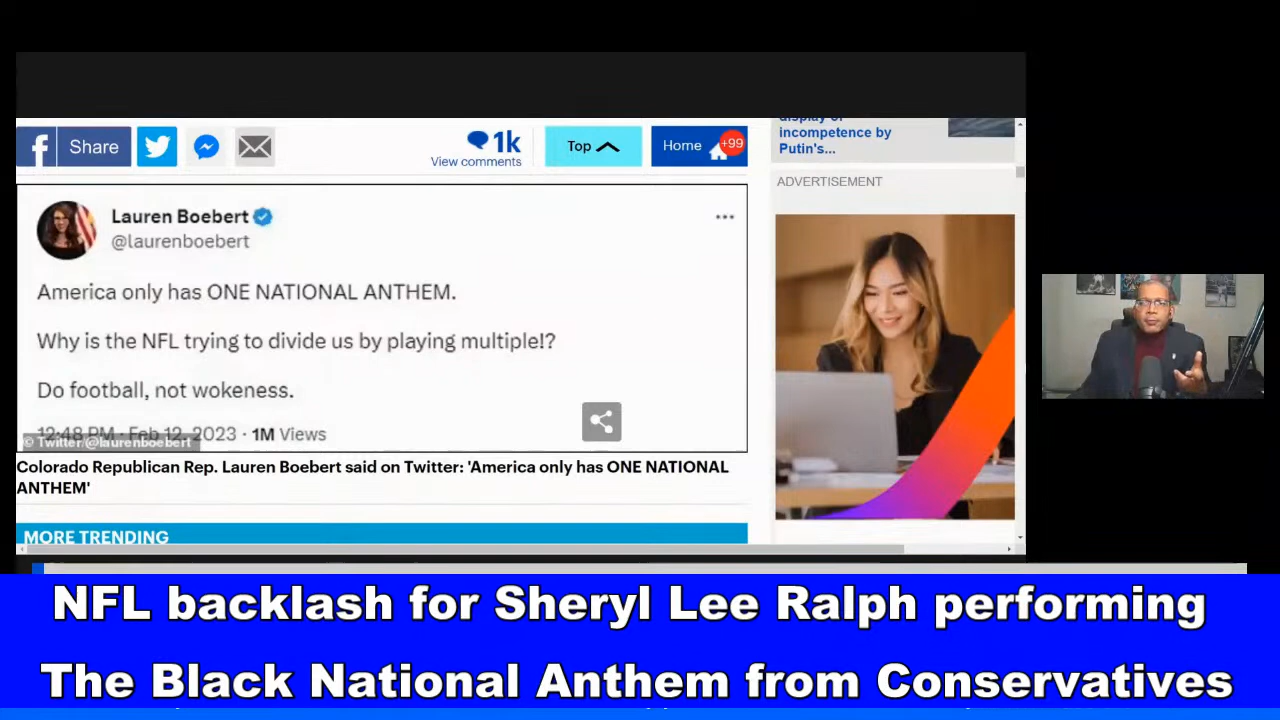 display of
incompetence by
Putin's...
Share
1k
View comments
Top
Home
+99
ADVERTISEMENT
Lauren Boebert
@laurenboebert
America only has ONE NATIONAL ANTHEM.
Why is the NFL trying to divide us by playing multiple!?
Do football, not wokeness.
12:48 PM · Feb 12, 2023 · 1M Views
© Twitter/@laurenboebert
Colorado Republican Rep. Lauren Boebert said on Twitter: 'America only has ONE NATIONAL
ANTHEM'
MORE TRENDING
NFL backlash for Sheryl Lee Ralph performing
The Black National Anthem from Conservatives